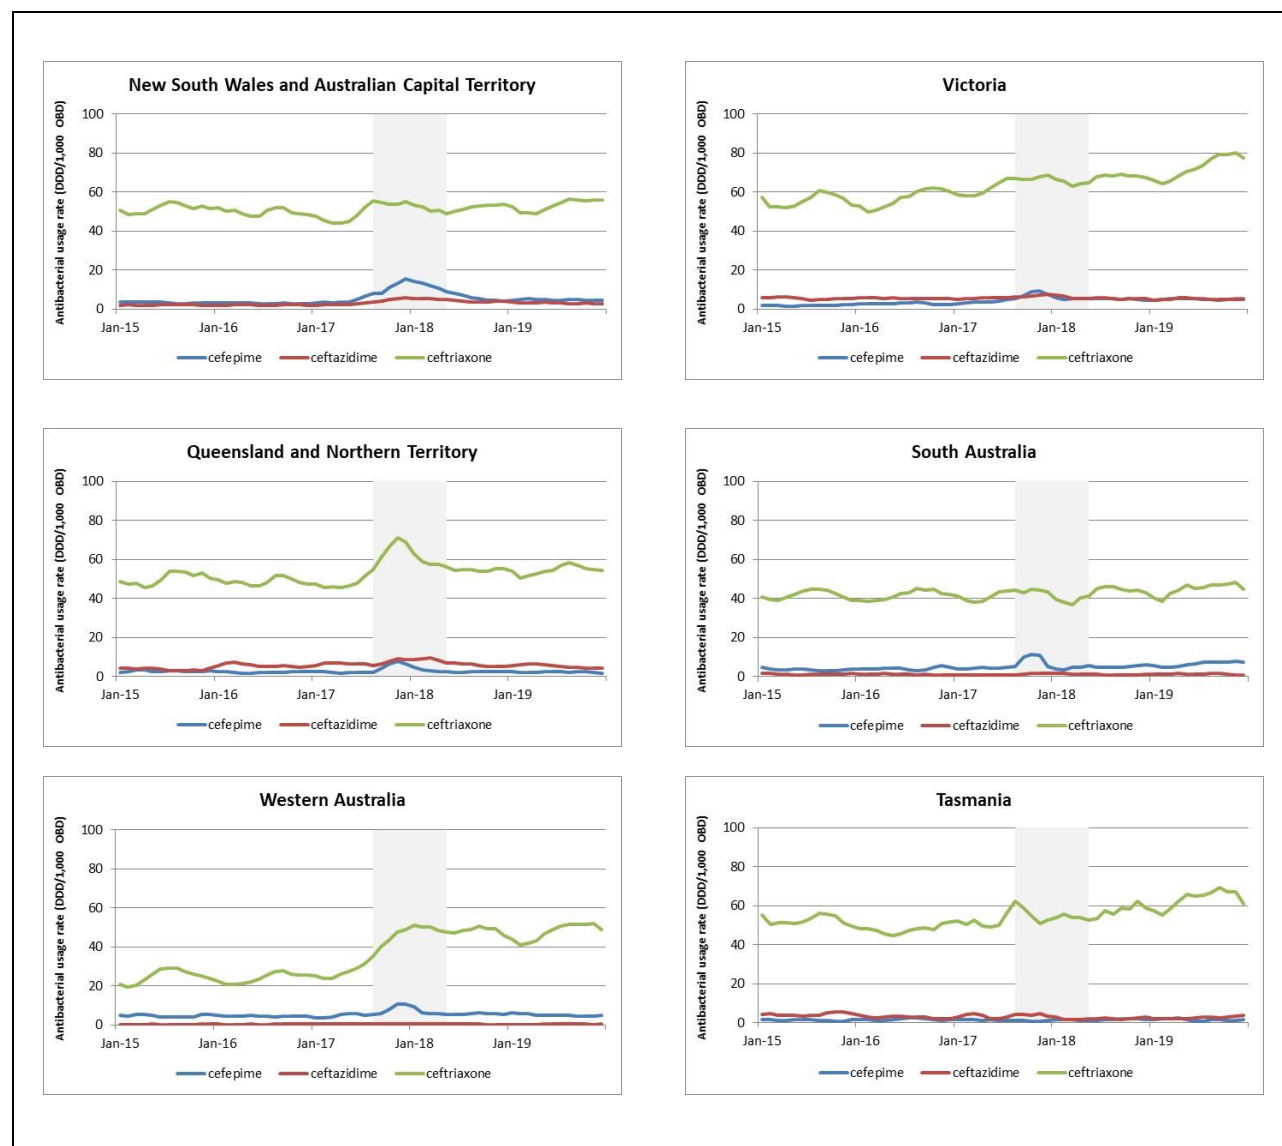 New South Wales and Australian Capital Territory
Antibacterial usage rate (DDD/1,000 OBD)
100
80
60
40
20
0
Jan-15 Jan-16 Jan-17 Jan-18 Jan-19
cefepime ceftazidime ceftriaxone
Victoria
Antibacterial usage rate (DDD/1,000 OBD)
100
80
60
40
20
0
Jan-15 Jan-16 Jan-17 Jan-18 Jan-19
cefepime ceftazidime ceftriaxone
Queensland and Northern Territory
Antibacterial usage rate (DDD/1,000 OBD)
100
80
60
40
20
0
Jan-15 Jan-16 Jan-17 Jan-18 Jan-19
cefepime ceftazidime ceftriaxone
South Australia
Antibacterial usage rate (DDD/1,000 OBD)
100
80
60
40
20
0
Jan-15 Jan-16 Jan-17 Jan-18 Jan-19
cefepime ceftazidime ceftriaxone
Western Australia
Antibacterial usage rate (DDD/1,000 OBD)
100
80
60
40
20
0
Jan-15 Jan-16 Jan-17 Jan-18 Jan-19
cefepime ceftazidime ceftriaxone
Tasmania
Antibacterial usage rate (DDD/1,000 OBD)
100
80
60
40
20
0
Jan-15 Jan-16 Jan-17 Jan-18 Jan-19
cefepime ceftazidime ceftriaxone